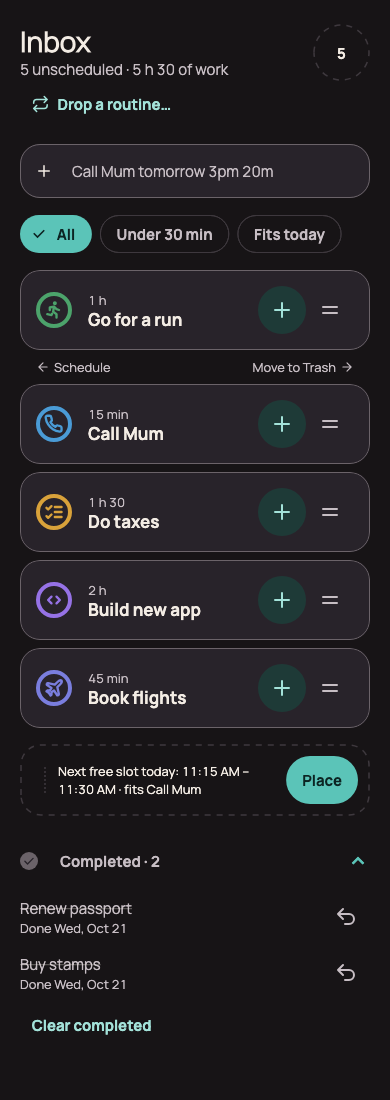 Inbox
5 unscheduled · 5 h 30 of work
5
Drop a routine…
Call Mum tomorrow 3pm 20m
All
Under 30 min
Fits today
1 h
Go for a run
Schedule
Move to Trash
15 min
Call Mum
1 h 30
Do taxes
2 h
Build new app
45 min
Book flights
Next free slot today: 11:15 AM –
11:30 AM · fits Call Mum
Place
Completed · 2
Renew passport
Done Wed, Oct 21
Buy stamps
Done Wed, Oct 21
Clear completed